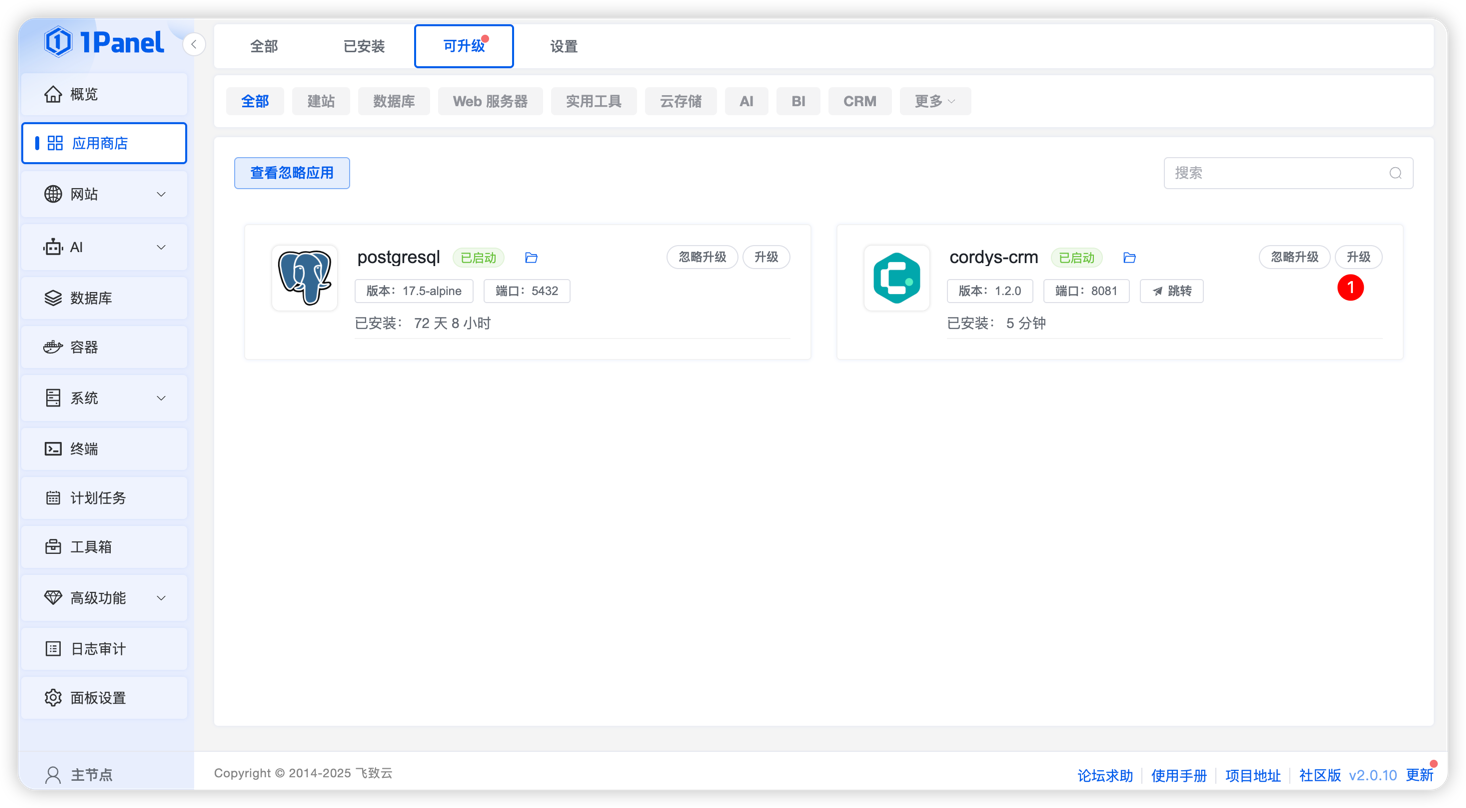 1Panel
全部 已安装 可升级 设置
概览
应用商店
网站
AI
数据库
容器
系统
终端
计划任务
工具箱
高级功能
日志审计
面板设置
主节点
全部 建站 数据库 Web 服务器 实用工具 云存储 AI BI CRM 更多
查看忽略应用
搜索
postgresql 已启动 忽略升级 升级
版本：17.5-alpine 端口：5432
已安装： 72 天 8 小时
cordys-crm 已启动 忽略升级 升级
版本：1.2.0 端口：8081 跳转
1
已安装： 5 分钟
Copyright © 2014-2025 飞致云
论坛求助 使用手册 项目地址 社区版 v2.0.10 更新